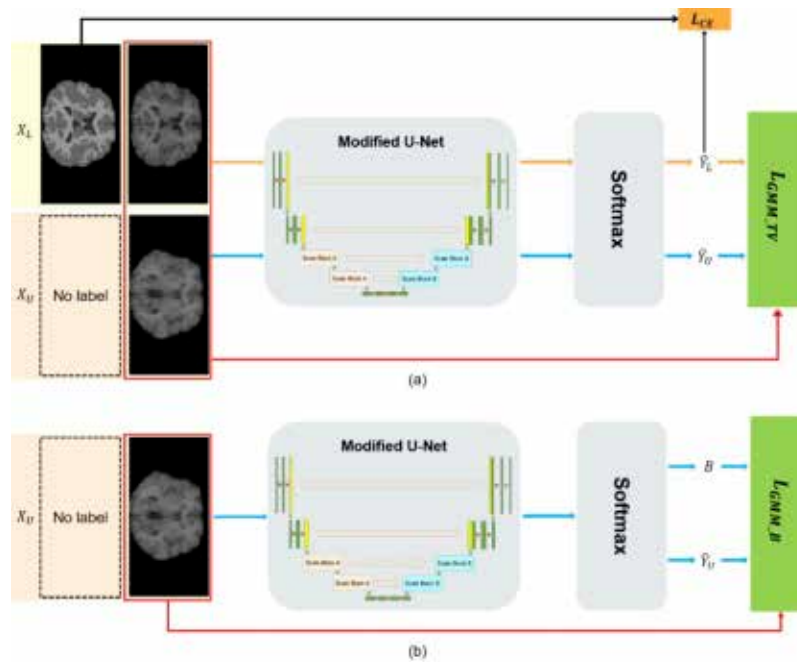 L_CE
X_L
Modified U-Net
Softmax
Ŷ_L
L_GMM_TV
X_U
No label
Ŷ_U
(a)
X_U
No label
Modified U-Net
Softmax
B
Ŷ_U
L_GMM_B
(b)